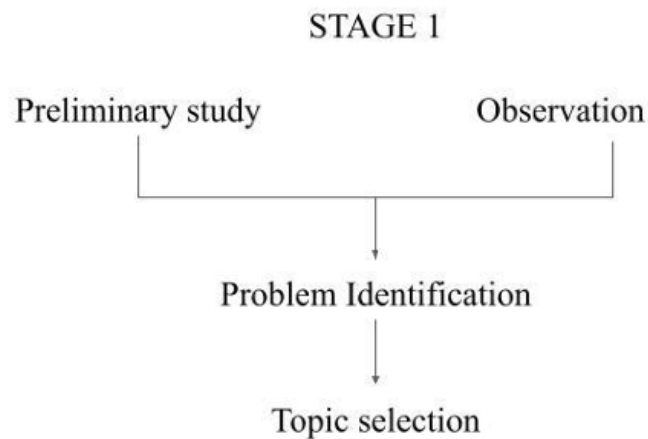 STAGE 1
Preliminary study
Observation
Problem Identification
Topic selection